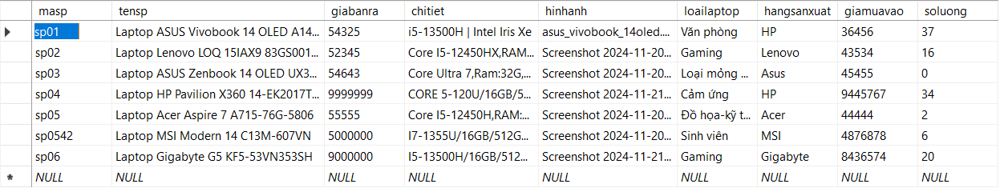 masp tensp giabanra chitiet hinhanh loailaptop hangsanxuat giamuavao soluong
sp01 Laptop ASUS Vivobook 14 OLED A14... 54325 i5-13500H | Intel Iris Xe asus_vivobook_14oled.... Văn phòng HP 36456 37
sp02 Laptop Lenovo LOQ 15IAX9 83GS001... 52345 Core I5-12450HX,RAM... Screenshot 2024-11-20... Gaming Lenovo 43534 16
sp03 Laptop ASUS Zenbook 14 OLED UX3... 54643 Core Ultra 7,Ram:32G,... Screenshot 2024-11-20... Loại mỏng ... Asus 45455 0
sp04 Laptop HP Pavilion X360 14-EK2017T... 9999999 CORE 5-120U/16GB/5... Screenshot 2024-11-21... Cảm ứng HP 9445767 34
sp05 Laptop Acer Aspire 7 A715-76G-5806 55555 Core I5-12450H,RAM:... Screenshot 2024-11-20... Đồ họa-kỹ t... Acer 44444 2
sp0542 Laptop MSI Modern 14 C13M-607VN 5000000 I7-1355U/16GB/512G... Screenshot 2024-11-20... Sinh viên MSI 4876878 6
sp06 Laptop Gigabyte G5 KF5-53VN353SH 9000000 I5-13500H/16GB/512... Screenshot 2024-11-21... Gaming Gigabyte 8436574 20
* NULL NULL NULL NULL NULL NULL NULL NULL NULL